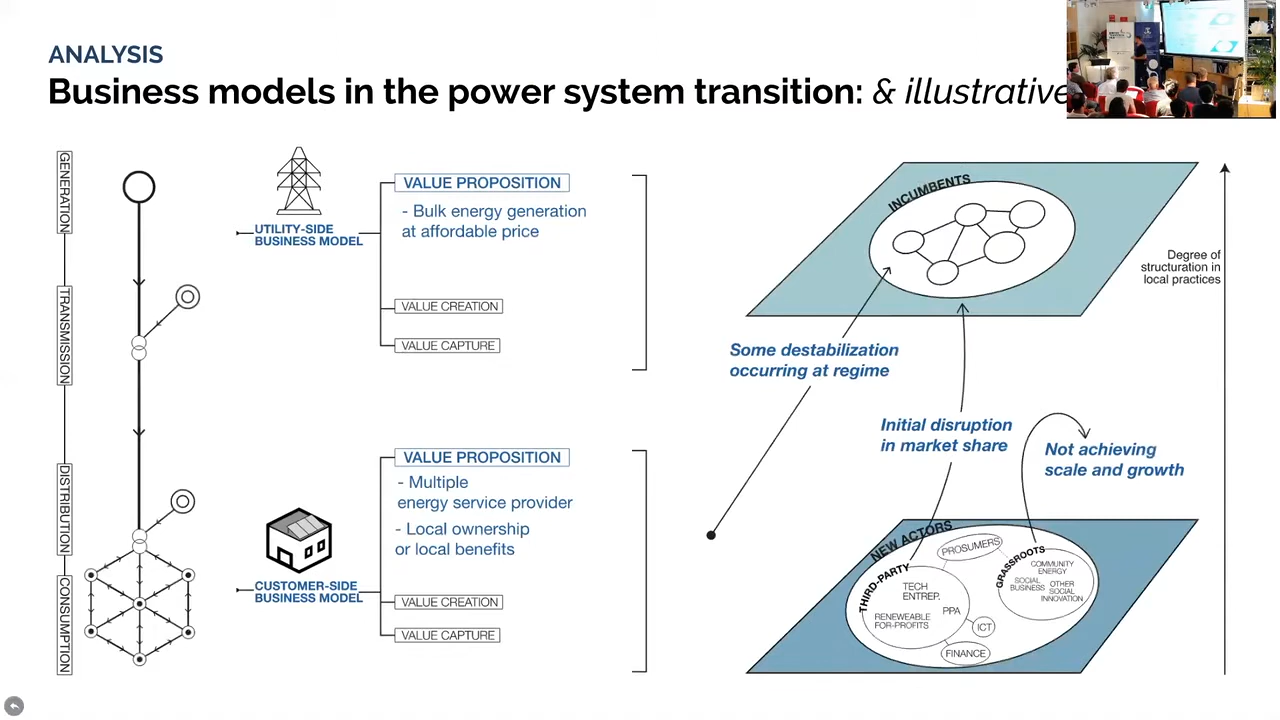 ANALYSIS
Business models in the power system transition: & illustrative
GENERATION
TRANSMISSION
DISTRIBUTION
CONSUMPTION
UTILITY-SIDE
BUSINESS MODEL
VALUE PROPOSITION
- Bulk energy generation
at affordable price
VALUE CREATION
VALUE CAPTURE
CUSTOMER-SIDE
BUSINESS MODEL
VALUE PROPOSITION
- Multiple
energy service provider
- Local ownership
or local benefits
VALUE CREATION
VALUE CAPTURE
INCUMBENTS
Degree of
structuration in
local practices
Some destabilization
occurring at regime
Initial disruption
in market share
Not achieving
scale and growth
NEW ACTORS
PROSUMERS
THIRD-PARTY
TECH
ENTREP.
PPA
RENEWEABLE
FOR-PROFITS
ICT
FINANCE
GRASSROOTS
COMMUNITY
ENERGY
SOCIAL
BUSINESS
OTHER
SOCIAL
INNOVATION